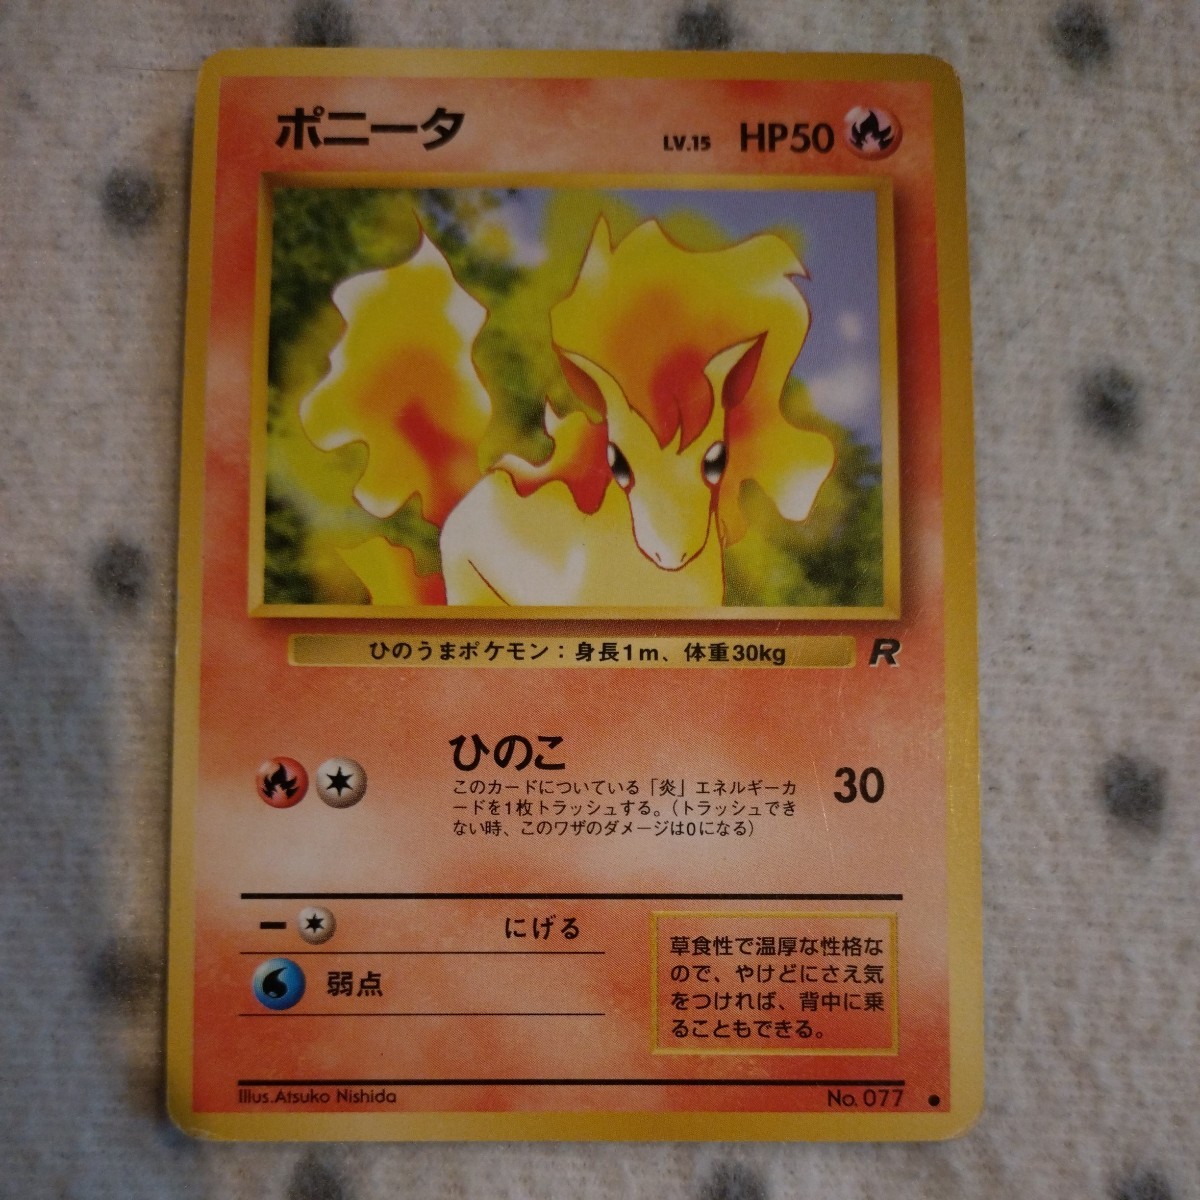 ポニータ LV.15 HP50
ひのうまポケモン：身長1m、体重30kg R
ひのこ
このカードについている「炎」エネルギーカ
ードを1枚トラッシュする。（トラッシュでき
ない時、このワザのダメージは0になる）
30
ー にげる
弱点
草食性で温厚な性格な
ので、やけどにさえ気
をつければ、背中に乗
ることもできる。
Illus.Atsuko Nishida No.077 ●